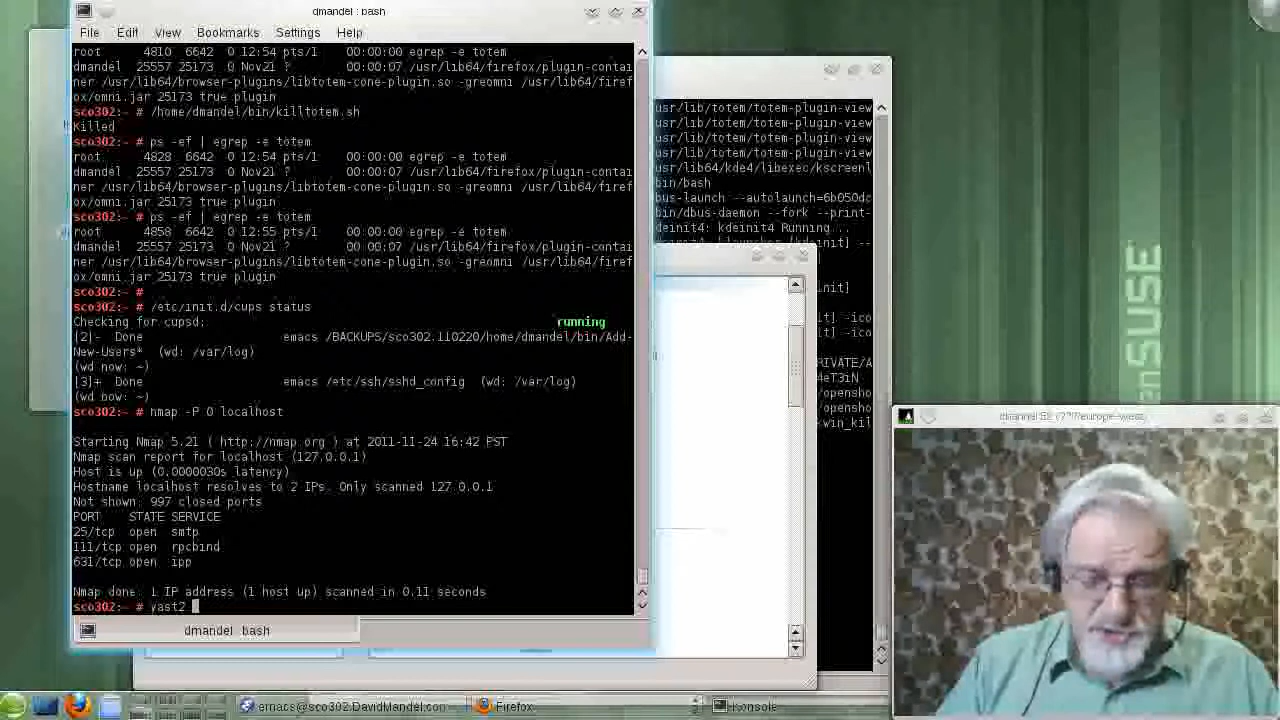 dmandel : bash
File Edit View Bookmarks Settings Help
root 4810 6642 0 12:54 pts/1 00:00:00 egrep -e totem
dmandel 25557 25173 0 Nov21 ? 00:00:07 /usr/lib64/firefox/plugin-contai
ner /usr/lib64/browser-plugins/libtotem-cone-plugin.so -greomni /usr/lib64/firef
ox/omni.jar 25173 true plugin
sco302:~ # /home/dmandel/bin/killtotem.sh
Killed
sco302:~ # ps -ef | egrep -e totem
root 4828 6642 0 12:54 pts/1 00:00:00 egrep -e totem
dmandel 25557 25173 0 Nov21 ? 00:00:07 /usr/lib64/firefox/plugin-contai
ner /usr/lib64/browser-plugins/libtotem-cone-plugin.so -greomni /usr/lib64/firef
ox/omni.jar 25173 true plugin
sco302:~ # ps -ef | egrep -e totem
root 4858 6642 0 12:55 pts/1 00:00:00 egrep -e totem
dmandel 25557 25173 0 Nov21 ? 00:00:07 /usr/lib64/firefox/plugin-contai
ner /usr/lib64/browser-plugins/libtotem-cone-plugin.so -greomni /usr/lib64/firef
ox/omni.jar 25173 true plugin
sco302:~ #
sco302:~ # /etc/init.d/cups status
Checking for cupsd: running
[2]- Done emacs /BACKUPS/sco302.110220/home/dmandel/bin/Add-
New-Users* (wd: /var/log)
(wd now: ~)
[3]+ Done emacs /etc/ssh/sshd_config (wd: /var/log)
(wd now: ~)
sco302:~ # nmap -P 0 localhost
Starting Nmap 5.21 ( http://nmap.org ) at 2011-11-24 16:42 PST
Nmap scan report for localhost (127.0.0.1)
Host is up (0.0000030s latency)
Hostname localhost resolves to 2 IPs. Only scanned 127.0.0.1
Not shown: 997 closed ports
PORT STATE SERVICE
25/tcp open smtp
111/tcp open rpcbind
631/tcp open ipp
Nmap done: 1 IP address (1 host up) scanned in 0.11 seconds
sco302:~ # yast2
dmandel : bash
usr/lib/totem/totem-plugin-view
usr/lib/totem/totem-plugin-view
usr/lib/totem/totem-plugin-view
usr/lib/totem/totem-plugin-view
usr/lib64/kde4/libexec/kscreenl
bin/bash
bus-launch --autolaunch=6b050dc
bin/dbus-daemon --fork --print-
deinit4: kdeinit4 Running...
init]
] -ico
] -ico
RIVATE/A
/opensho
/opensho
kwin_kil
enSUSE
emacs@sco302.DavidMandel.com
Firefox
Konsole